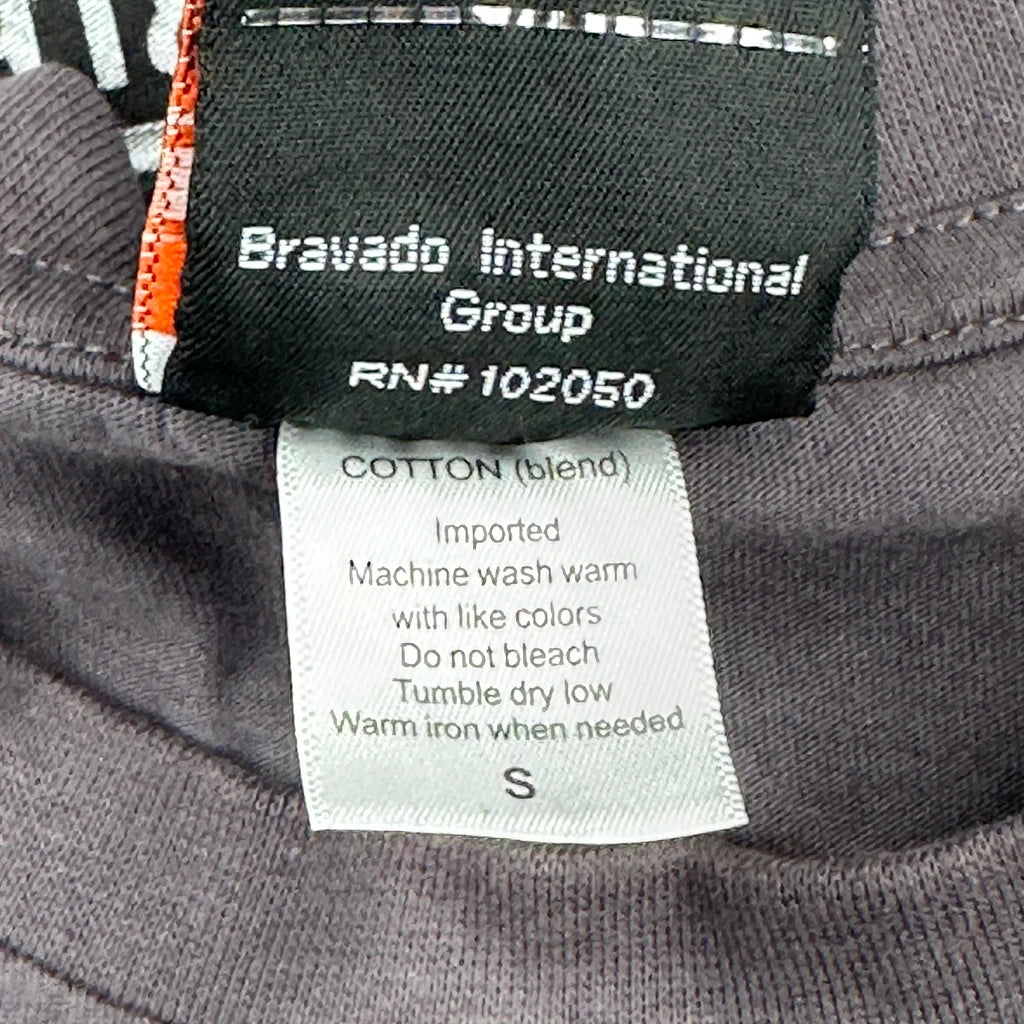 Bravado International
Group
RN# 102050
COTTON (blend)
Imported
Machine wash warm
with like colors
Do not bleach
Tumble dry low
Warm iron when needed
S